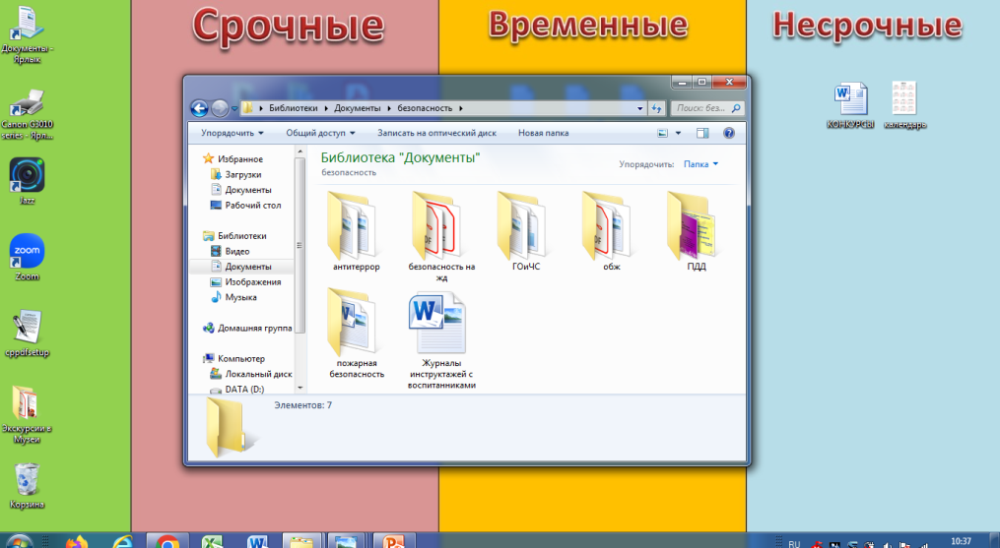 Срочные
Временные
Несрочные
Документы -
Ярлык
Canon G3010
series - Ярл...
Jazz
zoom
Zoom
cppdfsetup
Экскурсии в
Музеи
Корзина
КОНКУРСЫ
календарь
Библиотеки
Документы
безопасность
Поиск: без...
Упорядочить
Общий доступ
Записать на оптический диск
Новая папка
Избранное
Загрузки
Документы
Рабочий стол
Библиотеки
Видео
Документы
Изображения
Музыка
Домашняя группа
Компьютер
Локальный диск
DATA (D:)
Библиотека "Документы"
безопасность
Упорядочить:
Папка
антитеррор
безопасность на
жд
ГОиЧС
обж
ПДД
пожарная
безопасность
Журналы
инструктажей с
воспитанниками
Элементов: 7
RU
10:37